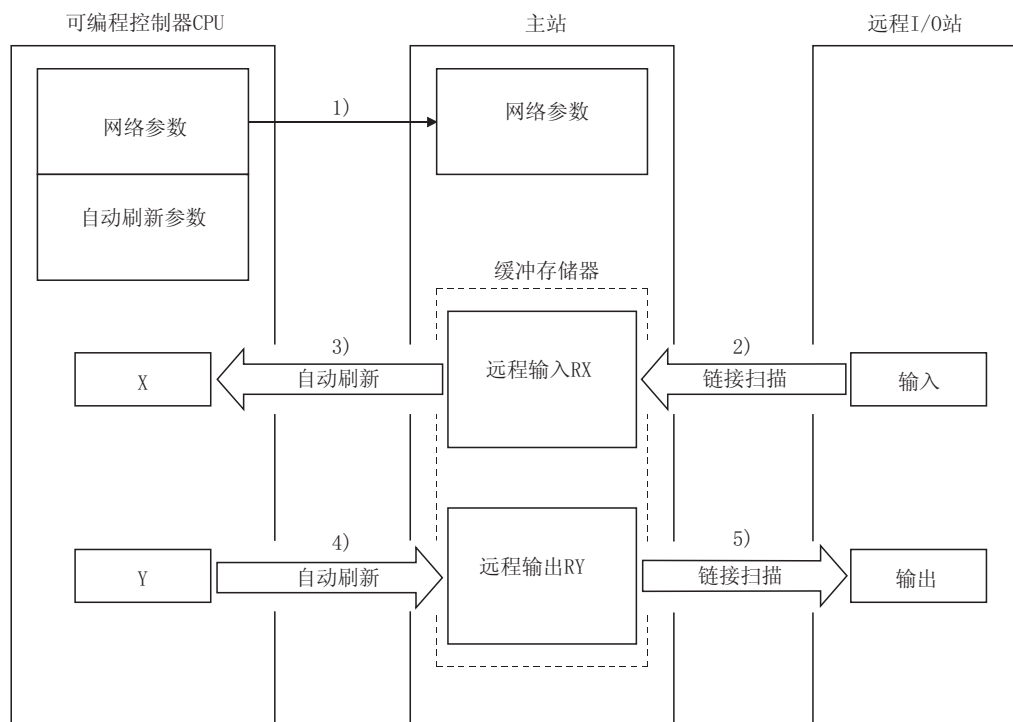 可编程控制器CPU
主站
远程I/O站
网络参数
1)
网络参数
自动刷新参数
缓冲存储器
X
3)
自动刷新
远程输入RX
2)
链接扫描
输入
Y
4)
自动刷新
远程输出RY
5)
链接扫描
输出